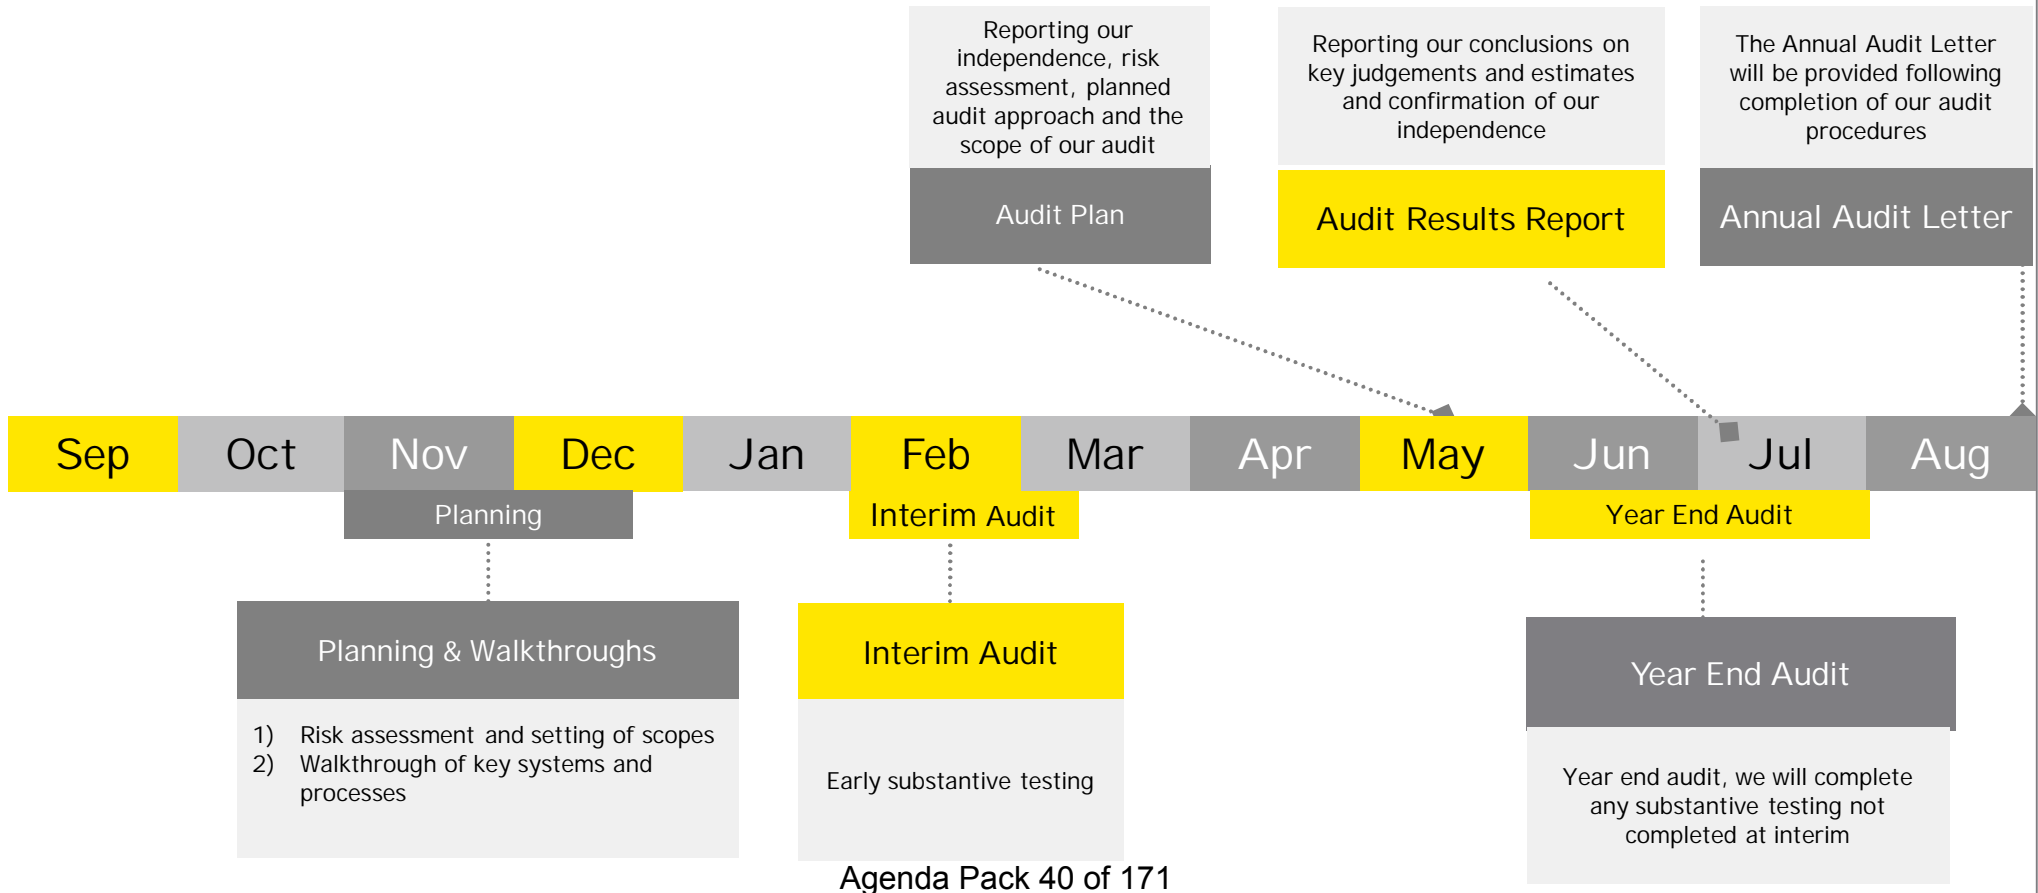 Reporting our
independence, risk
assessment, planned
audit approach and the
scope of our audit
Audit Plan
Reporting our conclusions on
key judgements and estimates
and confirmation of our
independence
Audit Results Report
The Annual Audit Letter
will be provided following
completion of our audit
procedures
Annual Audit Letter
Sep Oct Nov Dec Jan Feb Mar Apr May Jun Jul Aug
Planning
Interim Audit
Year End Audit
Planning & Walkthroughs
1) Risk assessment and setting of scopes
2) Walkthrough of key systems and
processes
Interim Audit
Early substantive testing
Year End Audit
Year end audit, we will complete
any substantive testing not
completed at interim
Agenda Pack 40 of 171